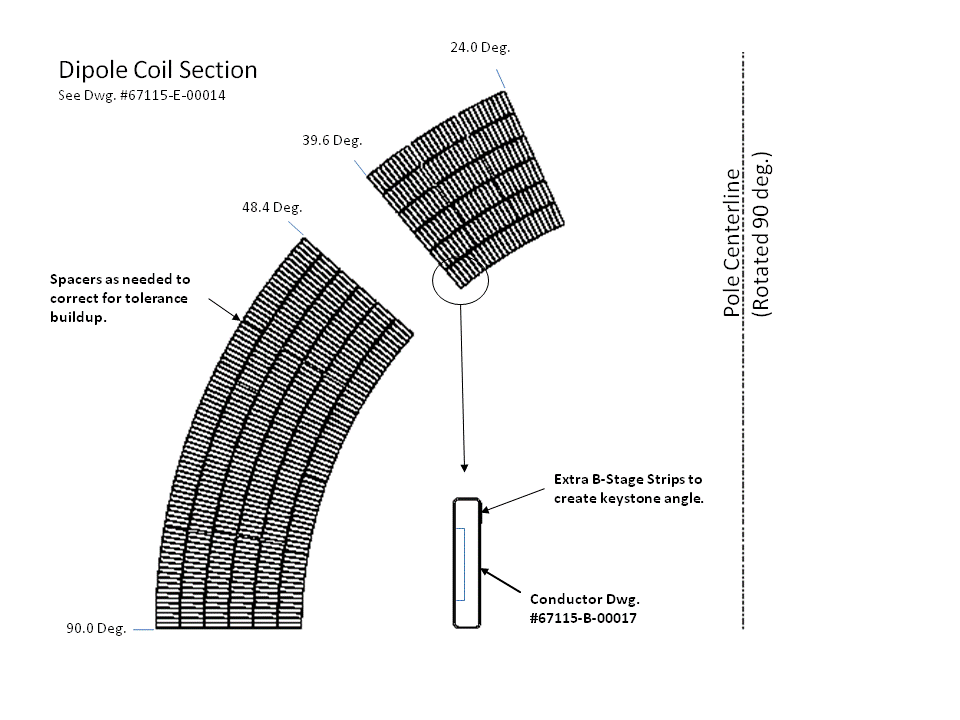 Dipole Coil Section
See Dwg. #67115-E-00014
24.0 Deg.
39.6 Deg.
48.4 Deg.
Spacers as needed to
correct for tolerance
buildup.
Pole Centerline
(Rotated 90 deg.)
Extra B-Stage Strips to
create keystone angle.
Conductor Dwg.
#67115-B-00017
90.0 Deg.